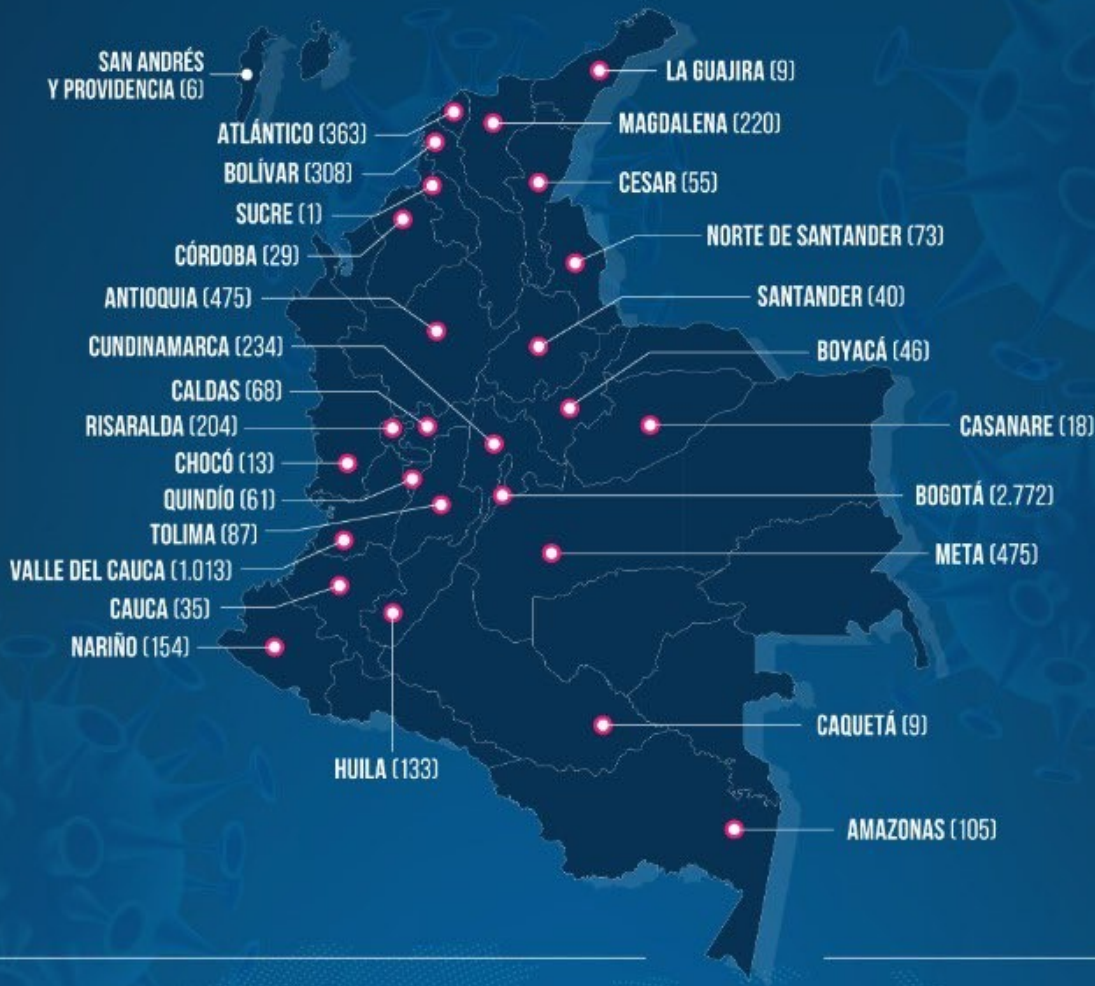 SAN ANDRÉS
Y PROVIDENCIA (6)
ATLÁNTICO (363)
BOLÍVAR (308)
SUCRE (1)
CÓRDOBA (29)
ANTIOQUIA (475)
CUNDINAMARCA (234)
CALDAS (68)
RISARALDA (204)
CHOCÓ (13)
QUINDÍO (61)
TOLIMA (87)
VALLE DEL CAUCA (1.013)
CAUCA (35)
NARIÑO (154)
HUILA (133)
LA GUAJIRA (9)
MAGDALENA (220)
CESAR (55)
NORTE DE SANTANDER (73)
SANTANDER (40)
BOYACÁ (46)
CASANARE (18)
BOGOTÁ (2.772)
META (475)
CAQUETÁ (9)
AMAZONAS (105)